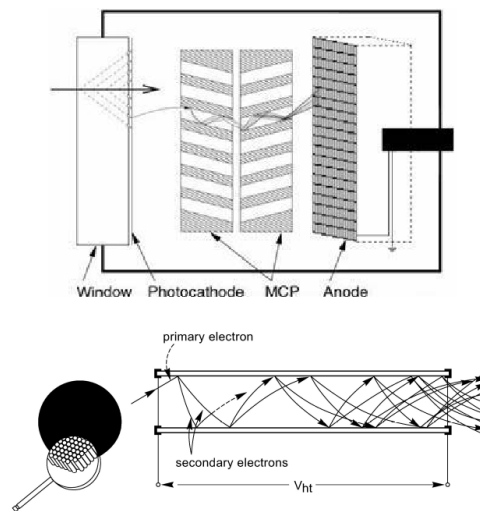 Window Photocathode MCP Anode
primary electron
secondary electrons
Vht